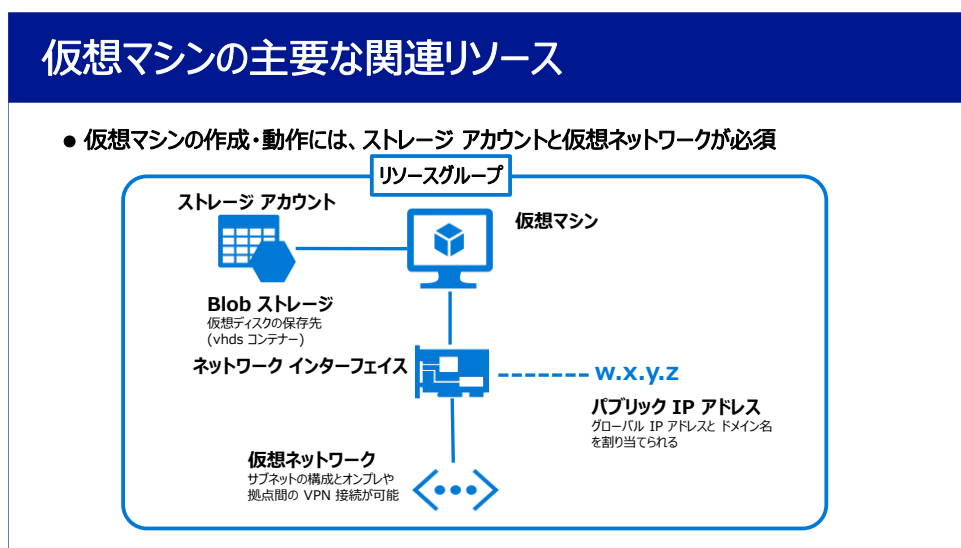 仮想マシンの主要な関連リソース
● 仮想マシンの作成・動作には、ストレージ アカウントと仮想ネットワークが必須
リソースグループ
ストレージ アカウント
仮想マシン
Blob ストレージ
仮想ディスクの保存先
(vhds コンテナー)
ネットワーク インターフェイス
w.x.y.z
パブリック IP アドレス
グローバル IP アドレスと ドメイン名
を割り当てられる
仮想ネットワーク
サブネットの構成とオンプレや
拠点間の VPN 接続が可能